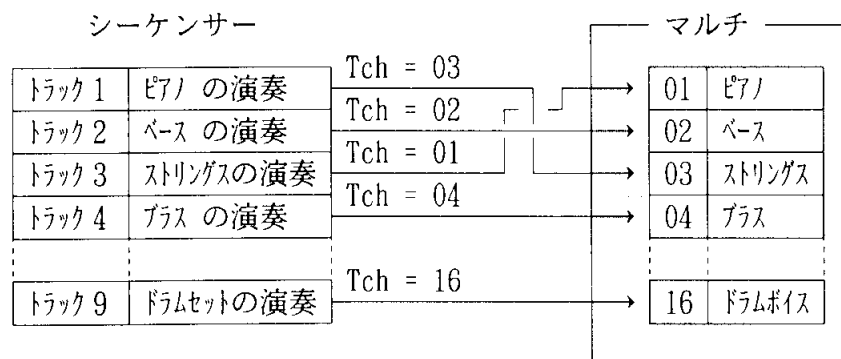 シーケンサー
マルチ
トラック 1 ピアノ の演奏 Tch = 03 01 ピアノ
トラック 2 ベース の演奏 Tch = 02 02 ベース
トラック 3 ストリングスの演奏 Tch = 01 03 ストリングス
トラック 4 ブラス の演奏 Tch = 04 04 ブラス
トラック 9 ドラムセットの演奏 Tch = 16 16 ドラムボイス